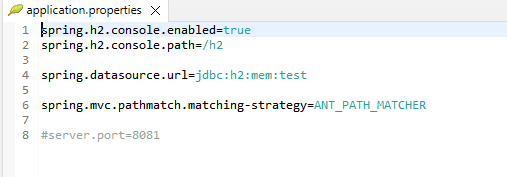 application.properties
1 spring.h2.console.enabled=true
2 spring.h2.console.path=/h2
3
4 spring.datasource.url=jdbc:h2:mem:test
5
6 spring.mvc.pathmatch.matching-strategy=ANT_PATH_MATCHER
7
8 #server.port=8081